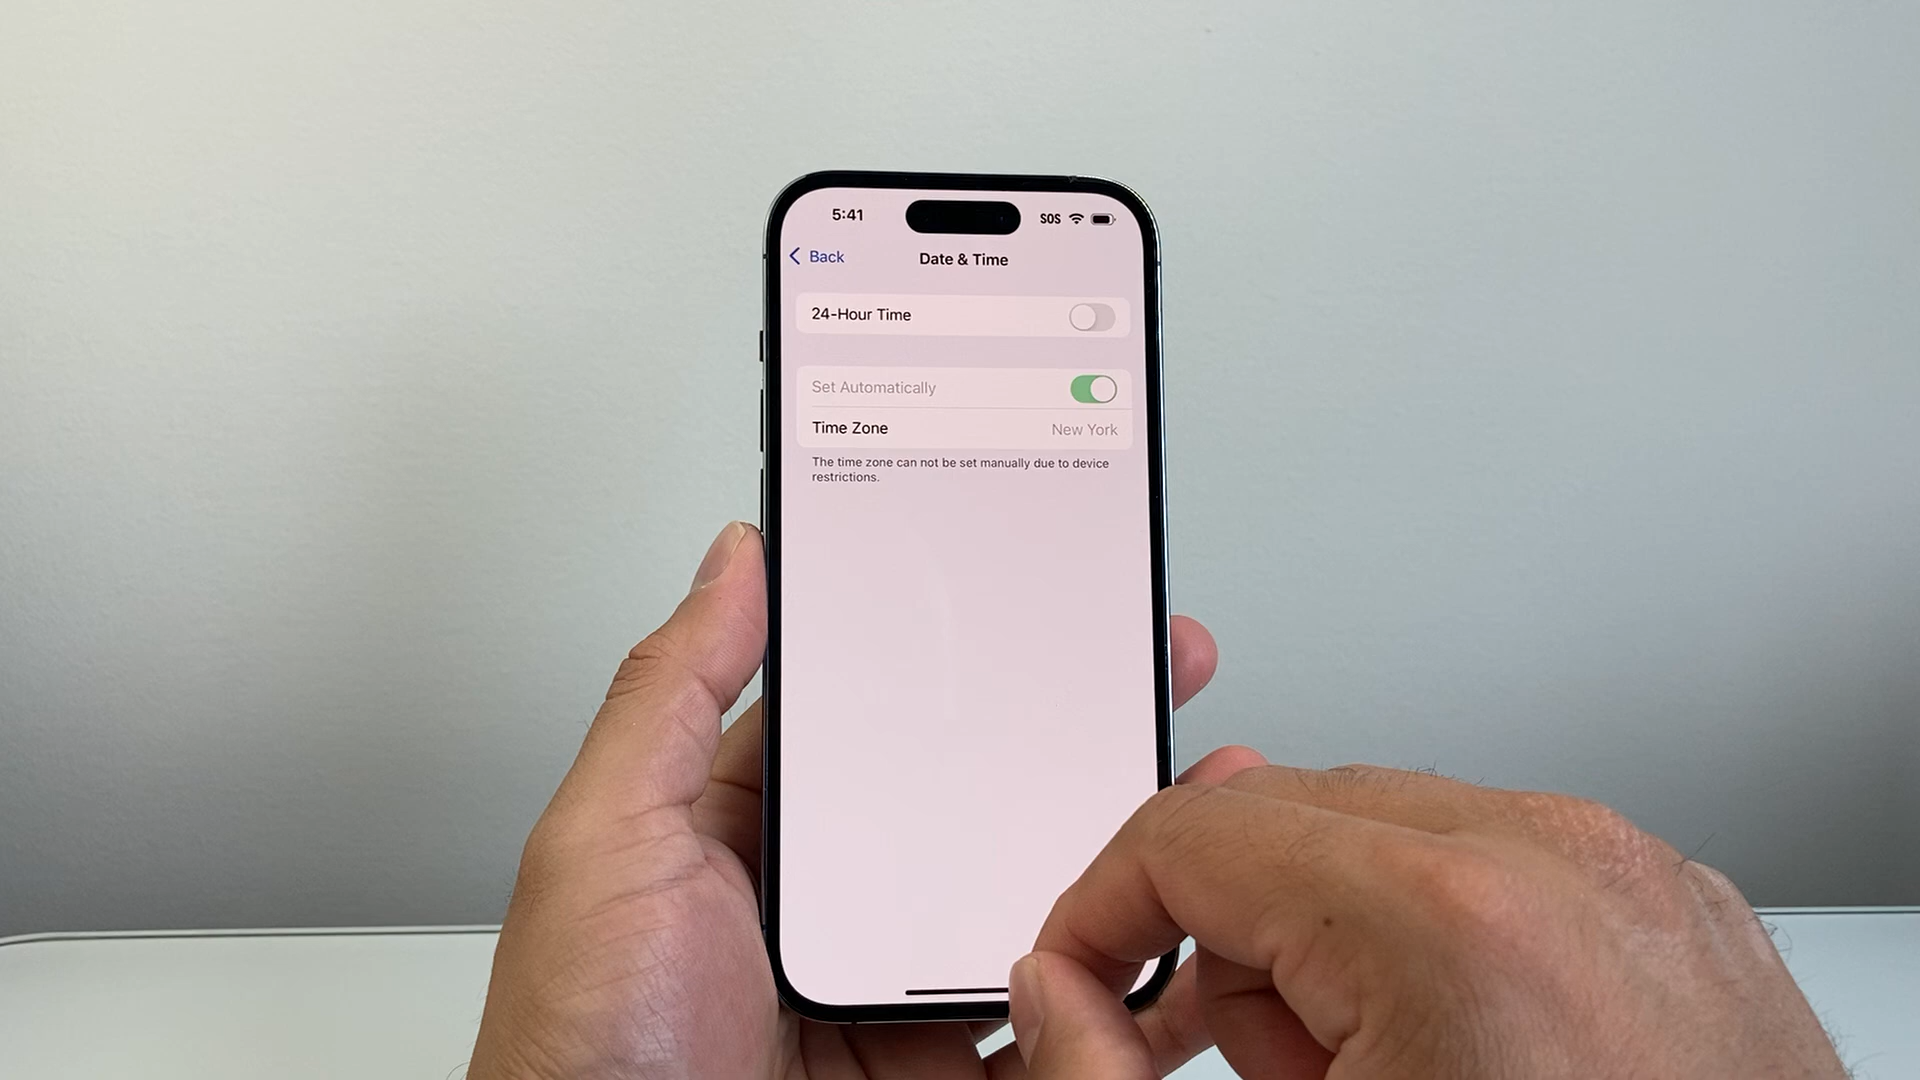 5:41
SOS
Back
Date & Time
24-Hour Time
Set Automatically
Time Zone
New York
The time zone can not be set manually due to device
restrictions.